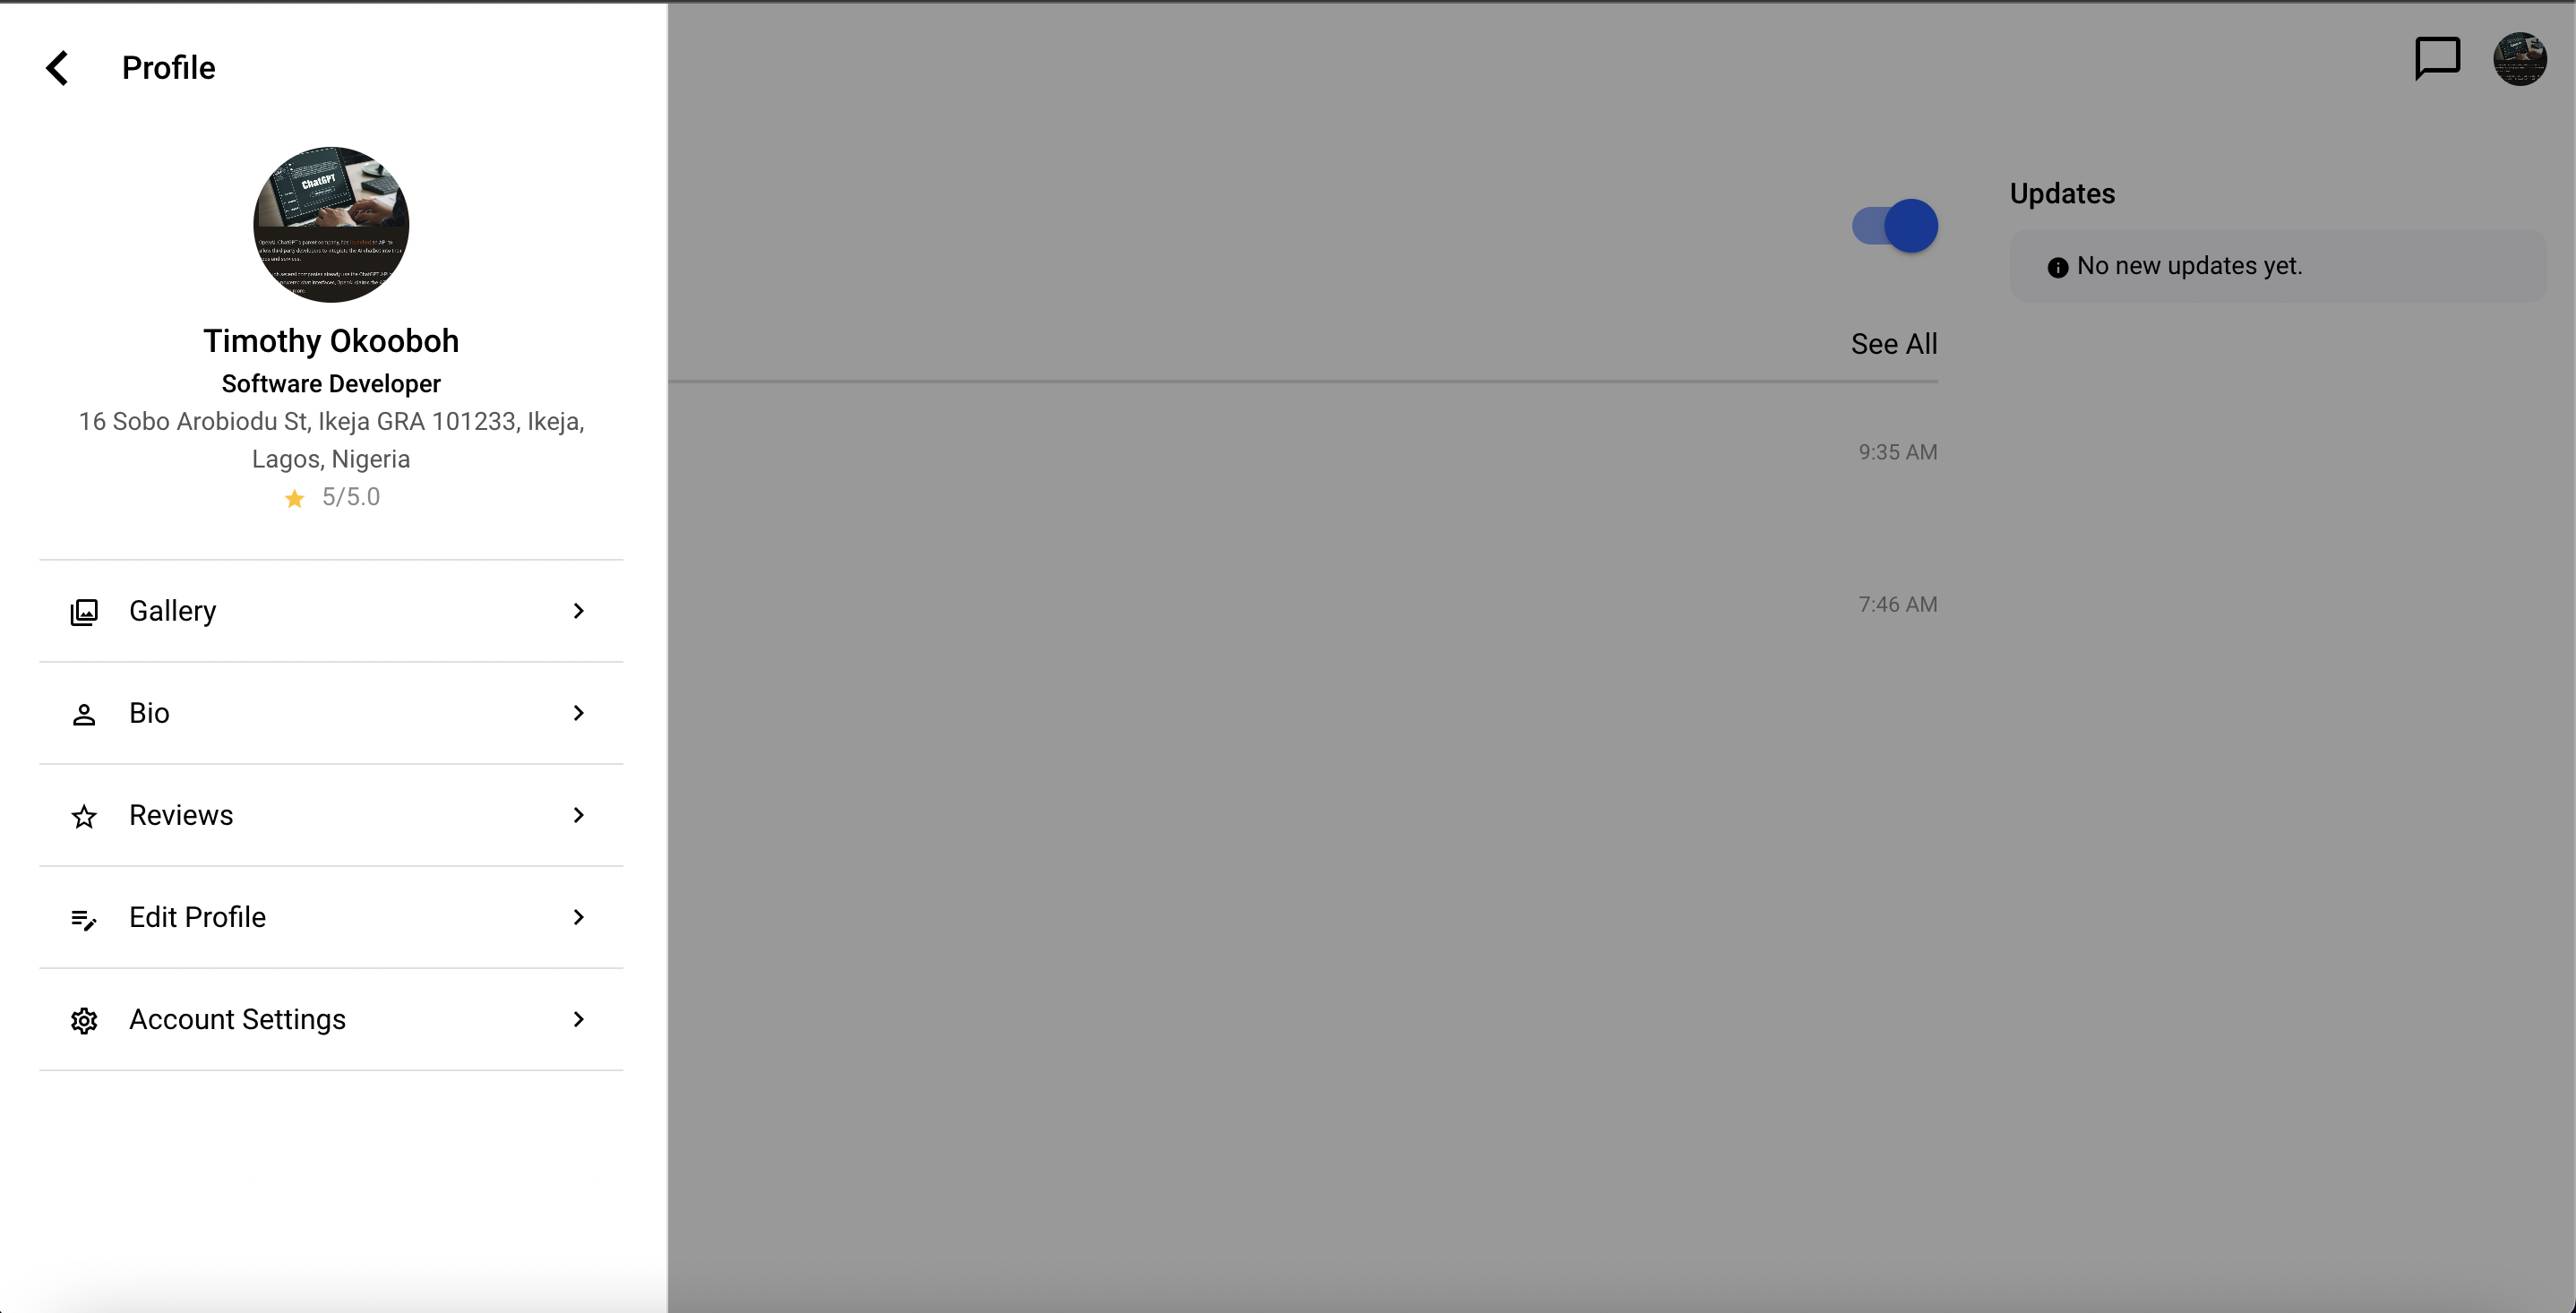 Profile
ChatGPT
Timothy Okooboh
Software Developer
16 Sobo Arobiodu St, Ikeja GRA 101233, Ikeja,
Lagos, Nigeria
5/5.0
Gallery
Bio
Reviews
Edit Profile
Account Settings
See All
9:35 AM
7:46 AM
Updates
No new updates yet.